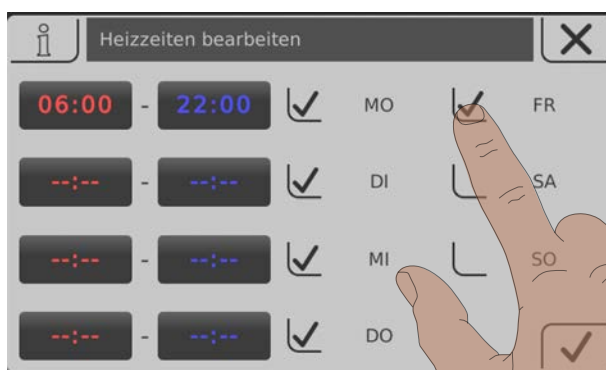 Heizzeiten bearbeiten
06:00 - 22:00 MO FR
--:-- - --:-- DI SA
--:-- - --:-- MI SO
--:-- - --:-- DO